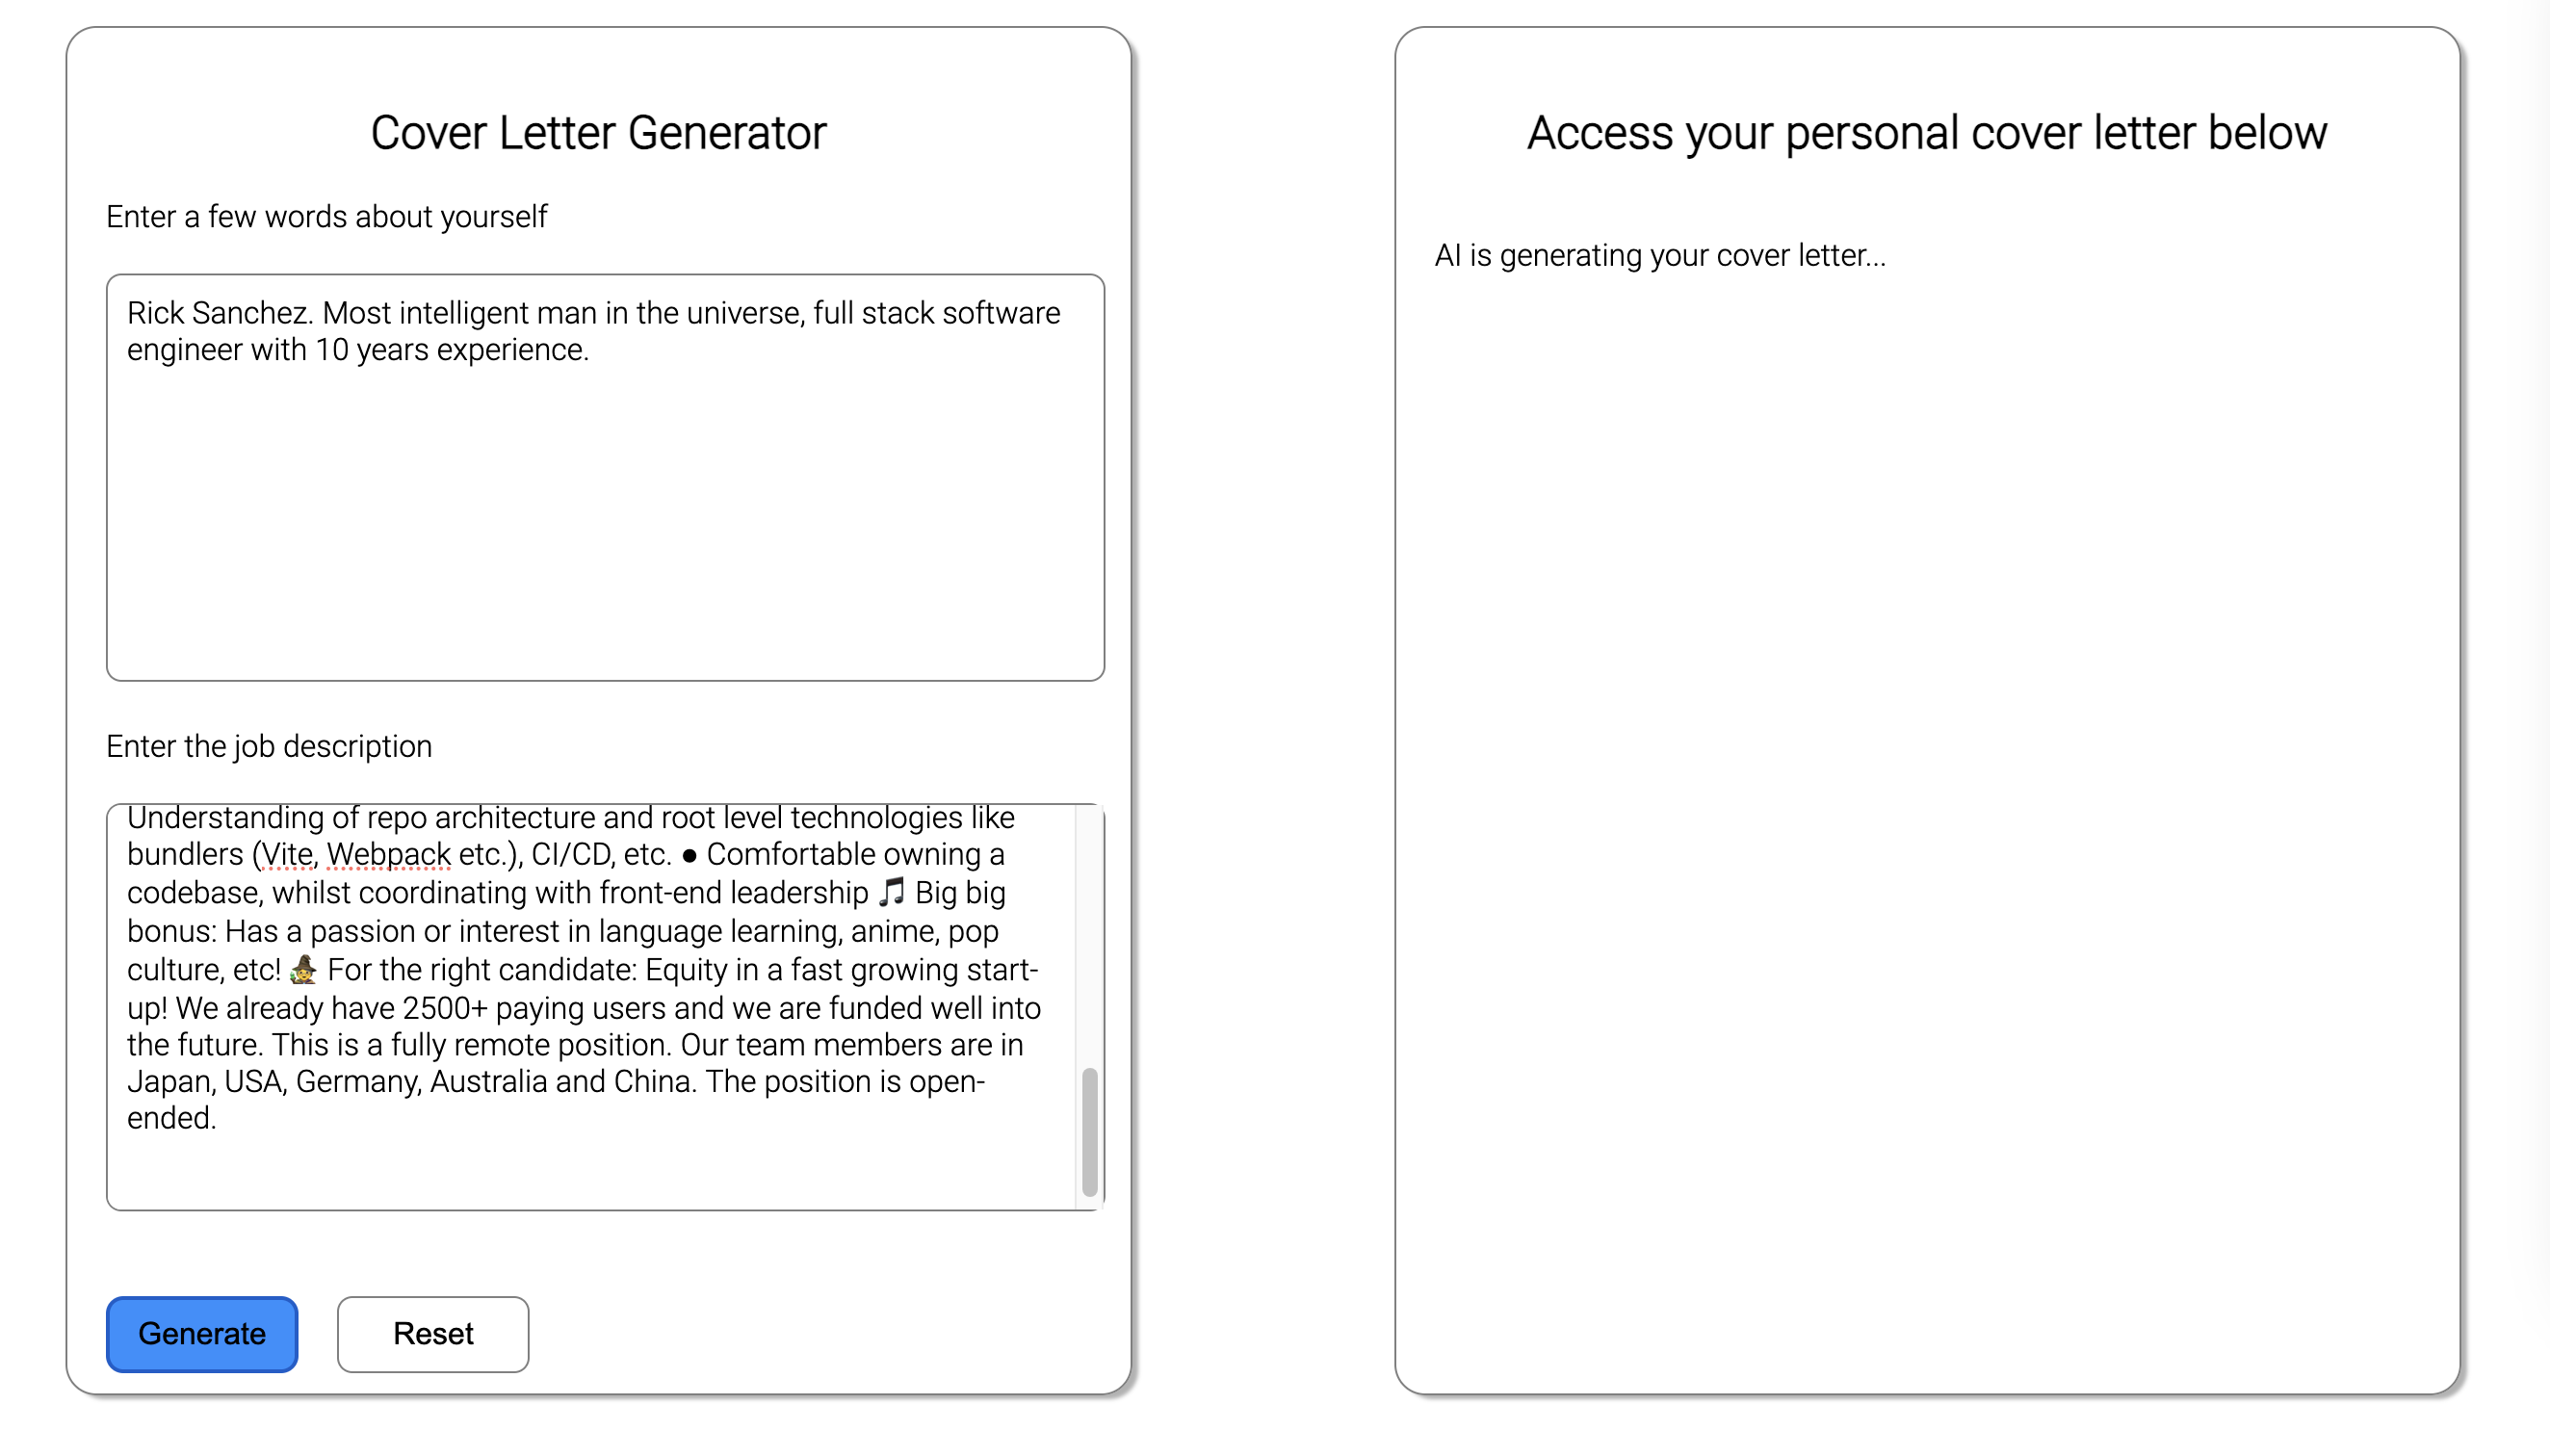 Cover Letter Generator
Enter a few words about yourself
Rick Sanchez. Most intelligent man in the universe, full stack software
engineer with 10 years experience.
Enter the job description
Understanding of repo architecture and root level technologies like
bundlers (Vite, Webpack etc.), CI/CD, etc. ● Comfortable owning a
codebase, whilst coordinating with front-end leadership 🎵 Big big
bonus: Has a passion or interest in language learning, anime, pop
culture, etc! 🧙 For the right candidate: Equity in a fast growing start-
up! We already have 2500+ paying users and we are funded well into
the future. This is a fully remote position. Our team members are in
Japan, USA, Germany, Australia and China. The position is open-
ended.
Generate
Reset
Access your personal cover letter below
AI is generating your cover letter...